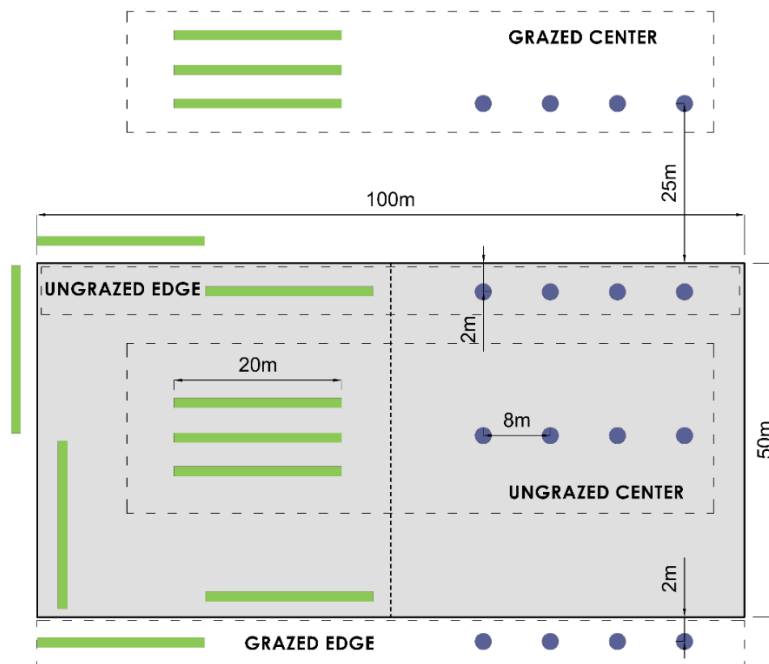 GRAZED CENTER
25m
100m
UNGRAZED EDGE
2m
20m
8m
50m
UNGRAZED CENTER
2m
GRAZED EDGE